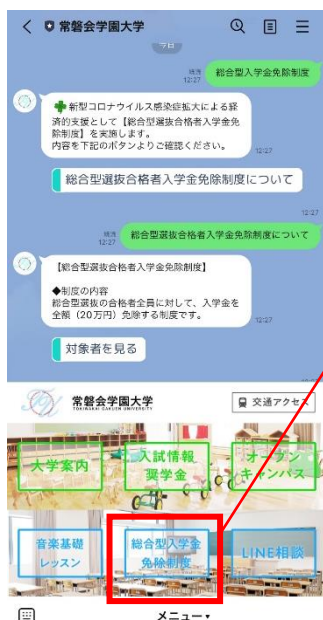 常磐会学園大学
今日
既読
12:27
総合型入学金免除制度
新型コロナウイルス感染症拡大による経
済的支援として【総合型選抜合格者入学金免
除制度】を実施します。
内容を下記のボタンよりご確認ください。
12:27
総合型選抜合格者入学金免除制度について
12:27
既読
12:27
総合型選抜合格者入学金免除制度について
【総合型選抜合格者入学金免除制度】
◆制度の内容
総合型選抜の合格者全員に対して、入学金を
全額（20万円）免除する制度です。
12:27
対象者を見る
常磐会学園大学
TOKIWAKAI GAKUEN UNIVERSITY
交通アクセス
大学案内
入試情報
奨学金
オープン
キャンパス
音楽基礎
レッスン
総合型入学金
免除制度
LINE相談
メニュー▾